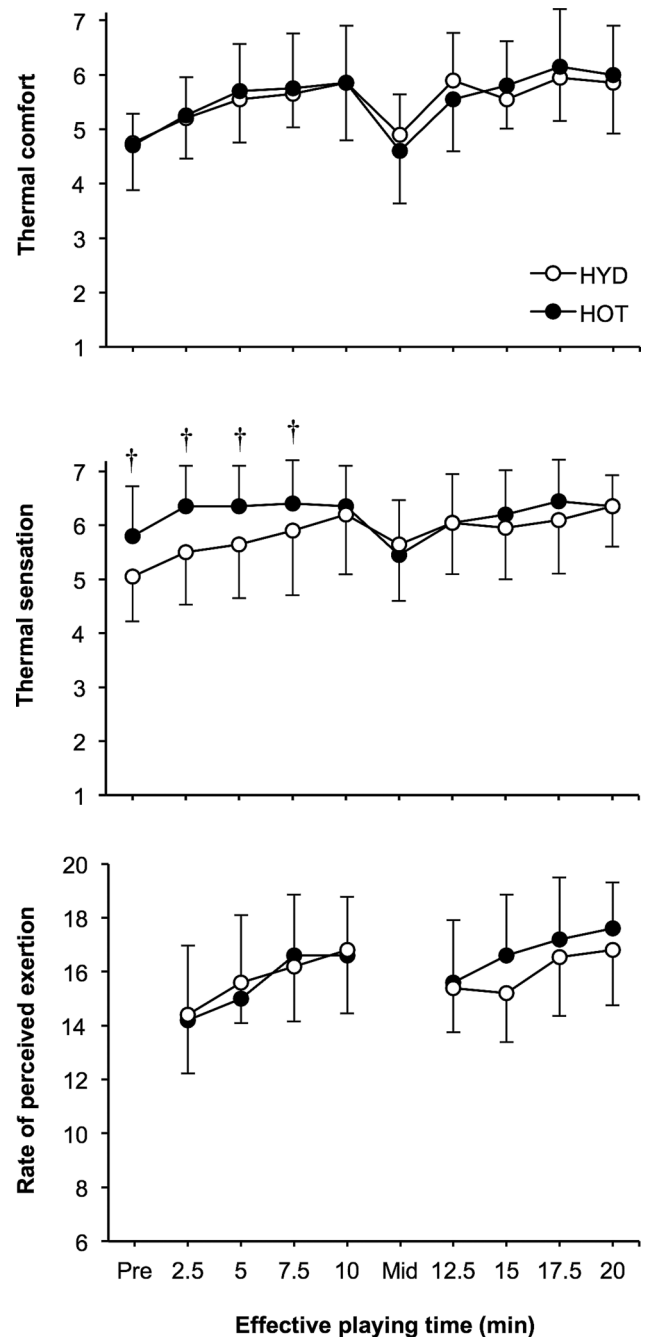 Thermal comfort
7
6
5
4
3
2
1
HYD
HOT
Thermal sensation
† † † †
7
6
5
4
3
2
1
Rate of perceived exertion
20
18
16
14
12
10
8
6
Pre 2.5 5 7.5 10 Mid 12.5 15 17.5 20
Effective playing time (min)